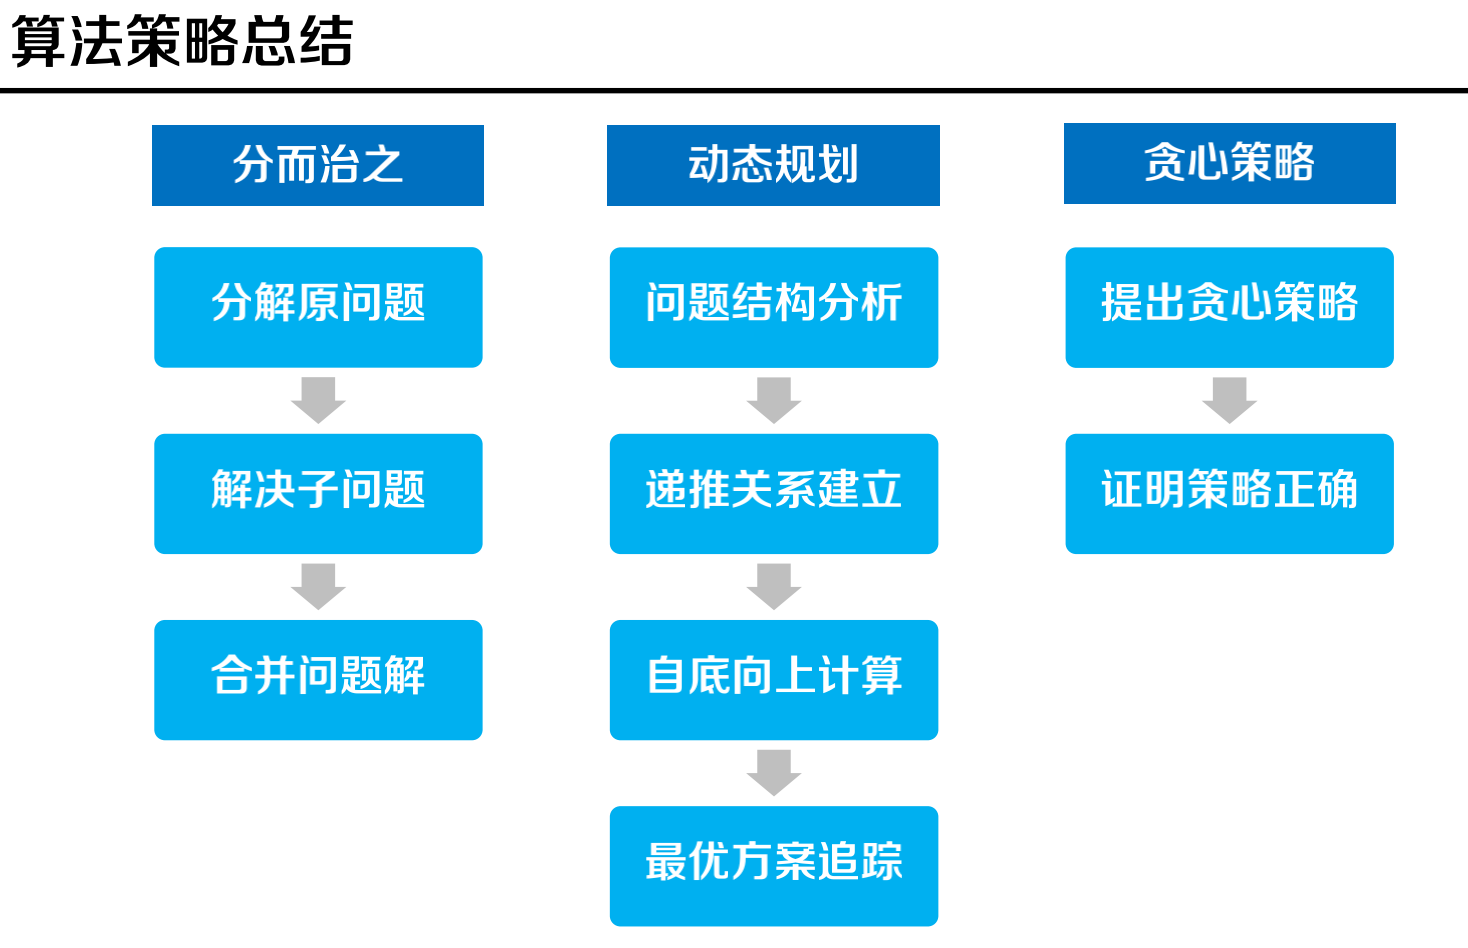 算法策略总结
分而治之
分解原问题
解决子问题
合并问题解
动态规划
问题结构分析
递推关系建立
自底向上计算
最优方案追踪
贪心策略
提出贪心策略
证明策略正确